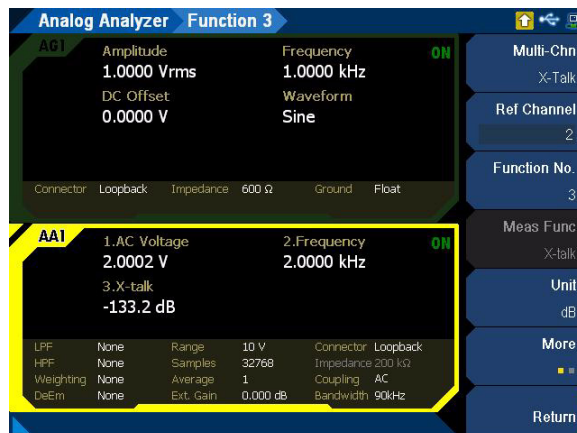 Analog Analyzer Function 3
AG1
Amplitude Frequency ON
1.0000 Vrms 1.0000 kHz
DC Offset Waveform
0.0000 V Sine
Connector Loopback Impedance 600 Ω Ground Float
AA1
1.AC Voltage 2.Frequency ON
2.0002 V 2.0000 kHz
3.X-talk
-133.2 dB
LPF None Range 10 V Connector Loopback
HPF None Samples 32768 Impedance 200 kΩ
Weighting None Average 1 Coupling AC
DeEm None Ext. Gain 0.000 dB Bandwidth 90kHz
Multi-Chn
X-Talk
Ref Channel
2
Function No.
3
Meas Func
X-talk
Unit
dB
More
Return